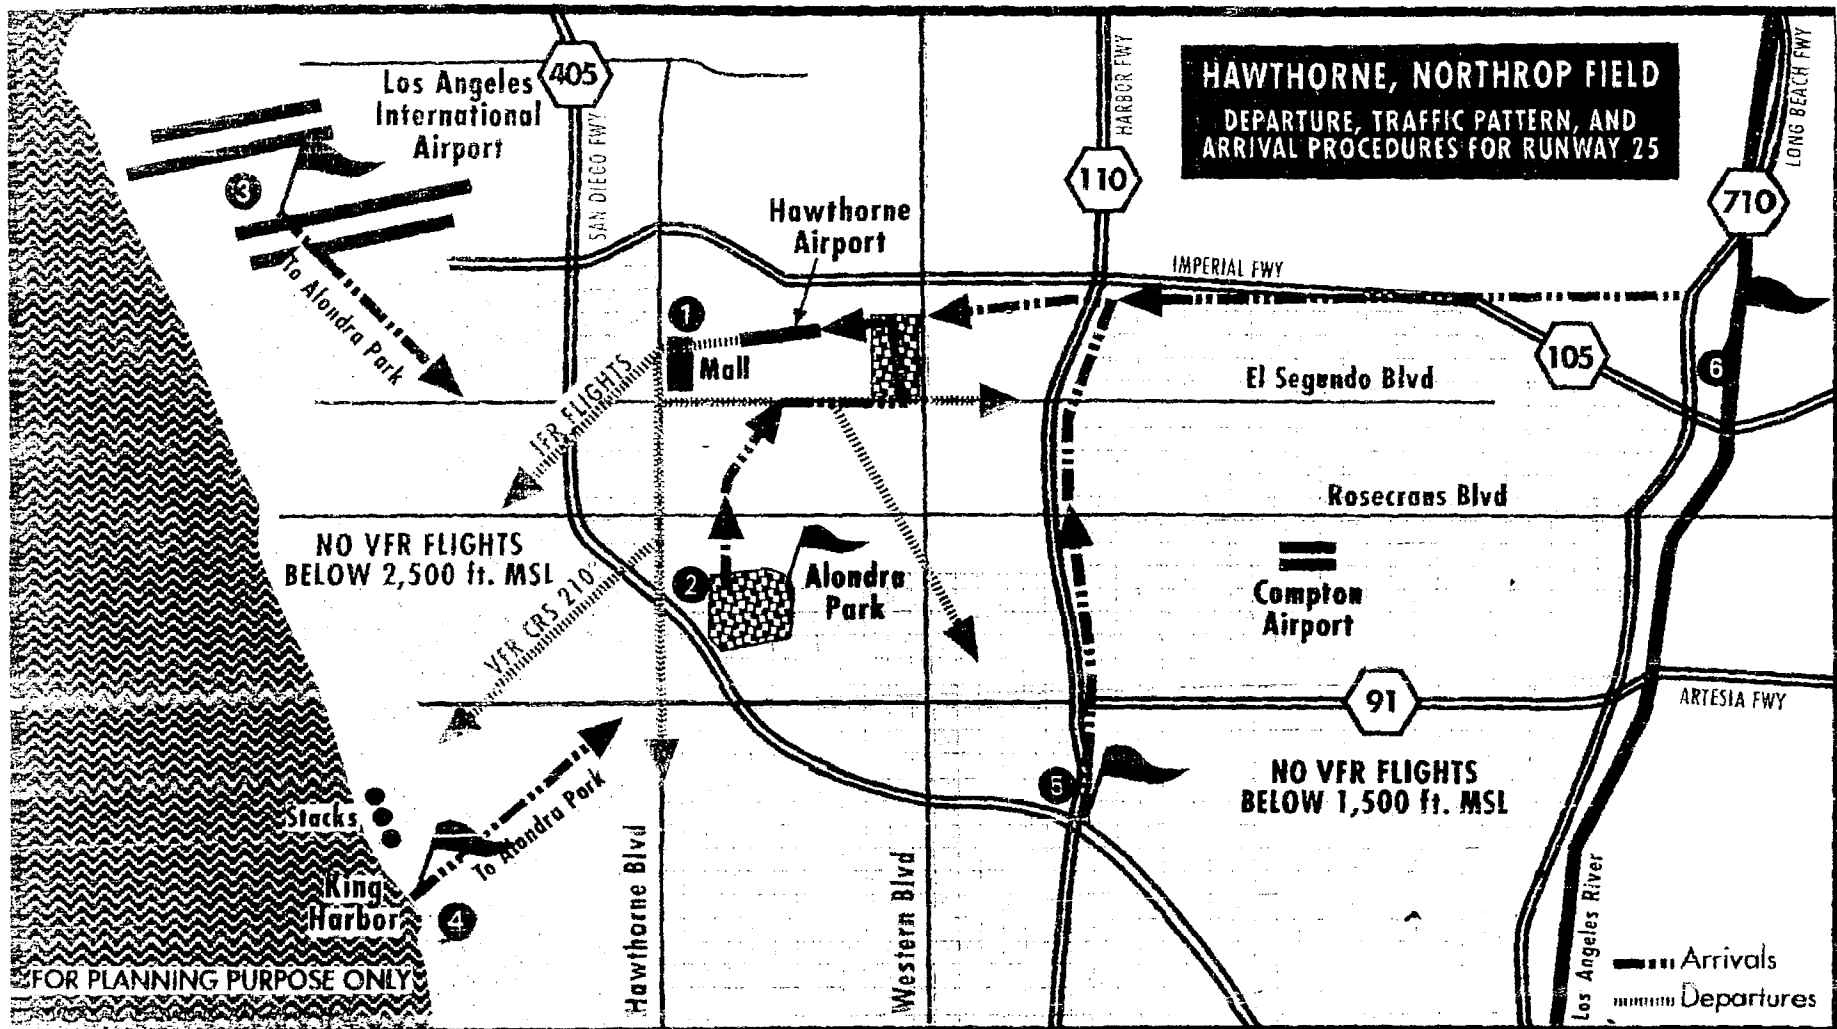 405
Los Angeles
International
Airport
SAN DIEGO FWY
HARBOR FWY
HAWTHORNE, NORTHROP FIELD
DEPARTURE, TRAFFIC PATTERN, AND
ARRIVAL PROCEDURES FOR RUNWAY 25
LONG BEACH FWY
110
710
3
Hawthorne
Airport
IMPERIAL FWY
To Alondra Park
1
Mall
105
6
El Segundo Blvd
IFR FLIGHTS
Rosecrans Blvd
NO VFR FLIGHTS
BELOW 2,500 ft. MSL
2
Alondra
Park
Compton
Airport
VFR CRS 210°
91
ARTESIA FWY
5
NO VFR FLIGHTS
BELOW 1,500 ft. MSL
Stacks
To Alondra Park
King
Harbor
4
Hawthorne Blvd
Western Blvd
Los Angeles River
FOR PLANNING PURPOSE ONLY
Arrivals
Departures